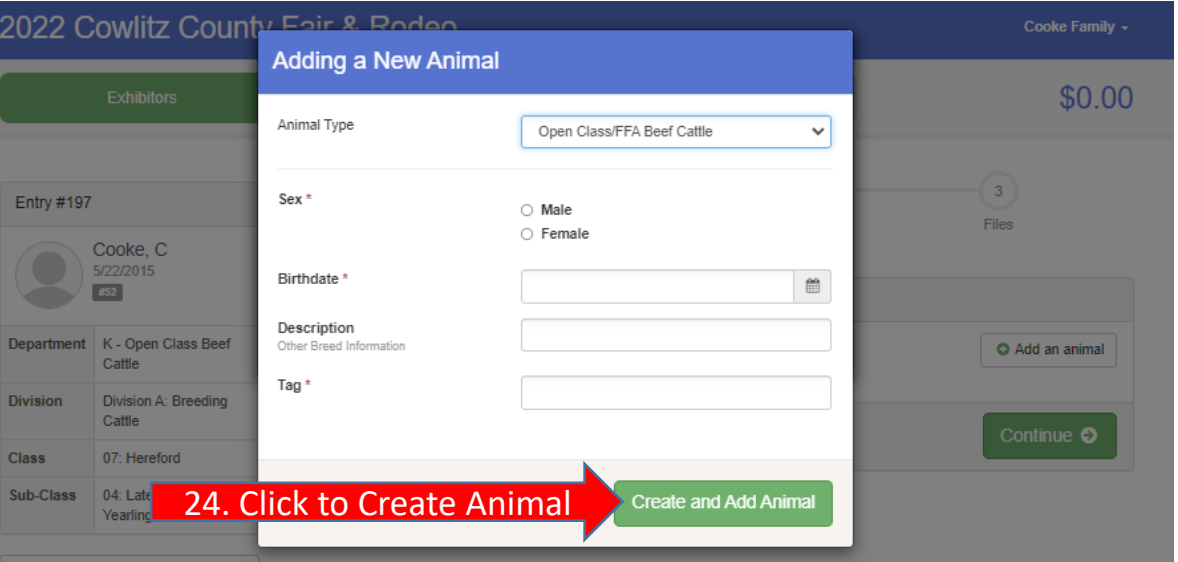 2022 Cowlitz County Fair & Rodeo
Cooke Family
Exhibitors
$0.00
Entry #197
Cooke, C
5/22/2015
#52
Department
K - Open Class Beef
Cattle
Division
Division A: Breeding
Cattle
Class
07: Hereford
Sub-Class
04: Late
Yearling
Adding a New Animal
Animal Type
Open Class/FFA Beef Cattle
Sex *
Male
Female
Birthdate *
Description
Other Breed Information
Tag *
24. Click to Create Animal
Create and Add Animal
3
Files
Add an animal
Continue